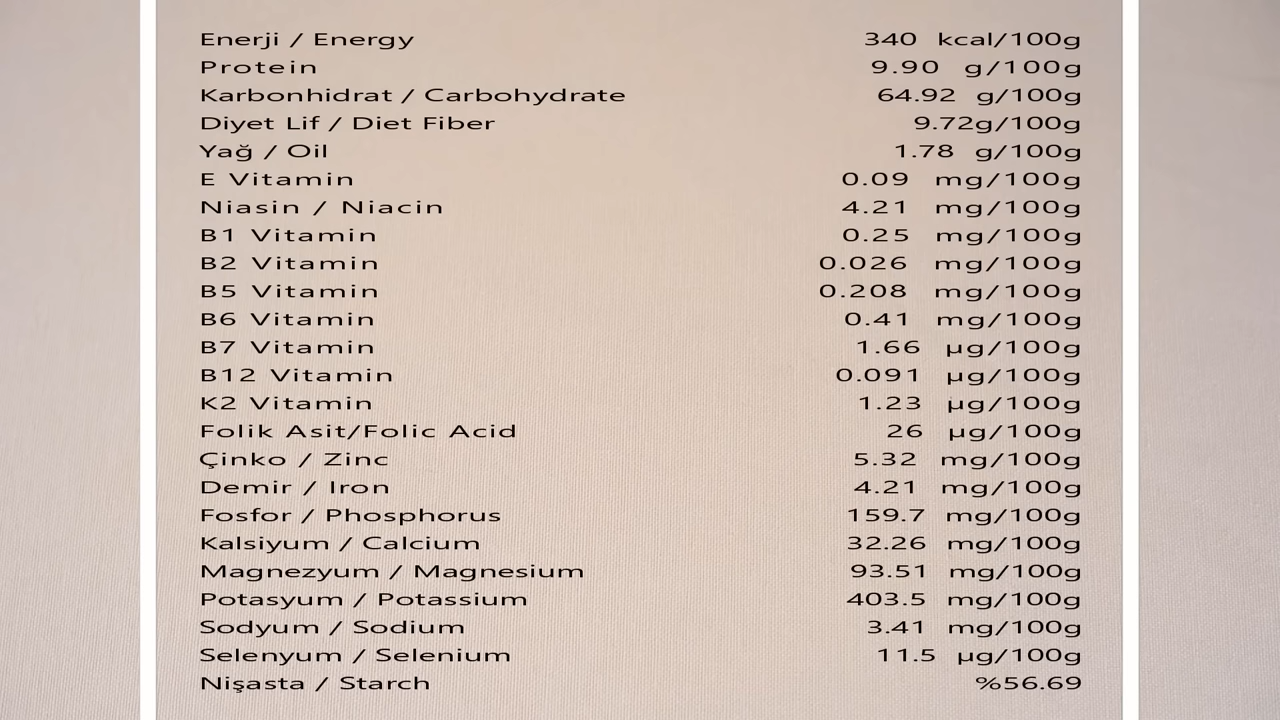 Enerji / Energy 340 kcal/100g
Protein 9.90 g/100g
Karbonhidrat / Carbohydrate 64.92 g/100g
Diyet Lif / Diet Fiber 9.72g/100g
Yağ / Oil 1.78 g/100g
E Vitamin 0.09 mg/100g
Niasin / Niacin 4.21 mg/100g
B1 Vitamin 0.25 mg/100g
B2 Vitamin 0.026 mg/100g
B5 Vitamin 0.208 mg/100g
B6 Vitamin 0.41 mg/100g
B7 Vitamin 1.66 µg/100g
B12 Vitamin 0.091 µg/100g
K2 Vitamin 1.23 µg/100g
Folik Asit/Folic Acid 26 µg/100g
Çinko / Zinc 5.32 mg/100g
Demir / Iron 4.21 mg/100g
Fosfor / Phosphorus 159.7 mg/100g
Kalsiyum / Calcium 32.26 mg/100g
Magnezyum / Magnesium 93.51 mg/100g
Potasyum / Potassium 403.5 mg/100g
Sodyum / Sodium 3.41 mg/100g
Selenyum / Selenium 11.5 µg/100g
Nişasta / Starch %56.69